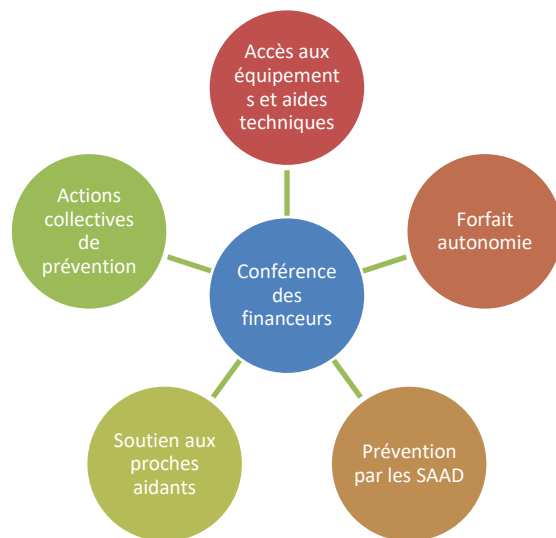 Accès aux
équipement
s et aides
techniques
Actions
collectives
de
prévention
Forfait
autonomie
Conférence
des
financeurs
Soutien aux
proches
aidants
Prévention
par les SAAD